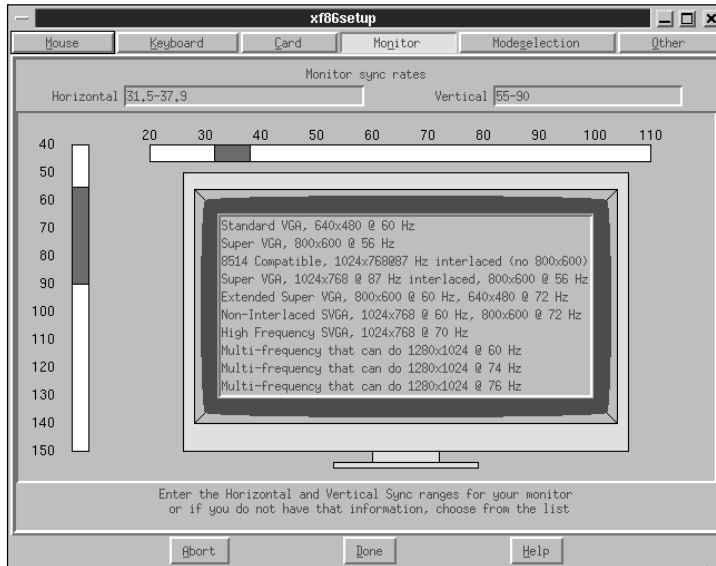 xf86setup
Mouse Keyboard Card Monitor Modeselection Other
Monitor sync rates
Horizontal 31.5-37.9 Vertical 55-90
20 30 40 60 70 80 90 100 110
40
50
60
70
80
90
100
110
120
130
140
150
Standard VGA, 640x480 @ 60 Hz
Super VGA, 800x600 @ 56 Hz
8514 Compatible, 1024x768@87 Hz interlaced (no 800x600)
Super VGA, 1024x768 @ 87 Hz interlaced, 800x600 @ 56 Hz
Extended Super VGA, 800x600 @ 60 Hz, 640x480 @ 72 Hz
Non-Interlaced SVGA, 1024x768 @ 60 Hz, 800x600 @ 72 Hz
High Frequency SVGA, 1024x768 @ 70 Hz
Multi-frequency that can do 1280x1024 @ 60 Hz
Multi-frequency that can do 1280x1024 @ 74 Hz
Multi-frequency that can do 1280x1024 @ 76 Hz
Enter the Horizontal and Vertical Sync ranges for your monitor
or if you do not have that information, choose from the list
Abort Done Help